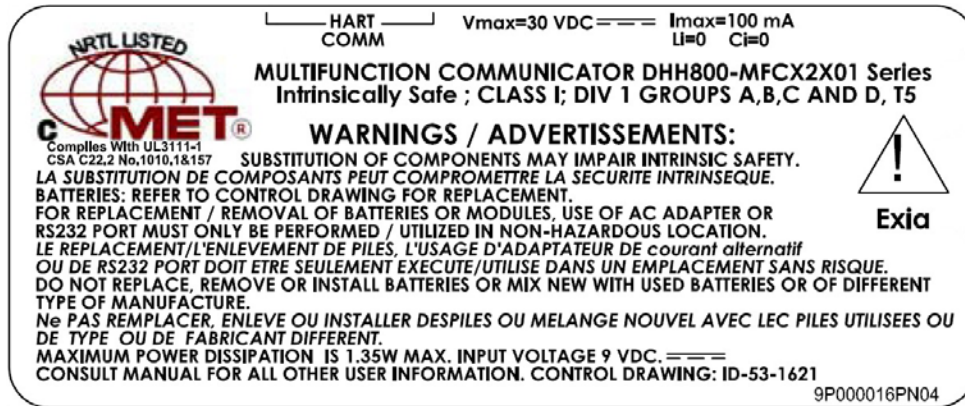 HART
COMM
Vmax=30 VDC
Imax=100 mA
Li=0 Ci=0
NRTL LISTED
C MET ®
Complies With UL3111-1
CSA C22,2 No,1010,1&157
MULTIFUNCTION COMMUNICATOR DHH800-MFCX2X01 Series
Intrinsically Safe ; CLASS I; DIV 1 GROUPS A,B,C AND D, T5
WARNINGS / ADVERTISSEMENTS:
SUBSTITUTION OF COMPONENTS MAY IMPAIR INTRINSIC SAFETY.
LA SUBSTITUTION DE COMPOSANTS PEUT COMPROMETTRE LA SECURITE INTRINSEQUE.
BATTERIES: REFER TO CONTROL DRAWING FOR REPLACEMENT.
FOR REPLACEMENT / REMOVAL OF BATTERIES OR MODULES, USE OF AC ADAPTER OR
RS232 PORT MUST ONLY BE PERFORMED / UTILIZED IN NON-HAZARDOUS LOCATION.
LE REPLACEMENT/L'ENLEVEMENT DE PILES, L'USAGE D'ADAPTATEUR DE courant alternatif
OU DE RS232 PORT DOIT ETRE SEULEMENT EXECUTE/UTILISE DANS UN EMPLACEMENT SANS RISQUE.
DO NOT REPLACE, REMOVE OR INSTALL BATTERIES OR MIX NEW WITH USED BATTERIES OR OF DIFFERENT
TYPE OF MANUFACTURE.
Ne PAS REMPLACER, ENLEVE OU INSTALLER DESPILES OU MELANGE NOUVEL AVEC LEC PILES UTILISEES OU
DE TYPE OU DE FABRICANT DIFFERENT.
MAXIMUM POWER DISSIPATION IS 1.35W MAX. INPUT VOLTAGE 9 VDC.
CONSULT MANUAL FOR ALL OTHER USER INFORMATION. CONTROL DRAWING: ID-53-1621
!
Exia
9P000016PN04